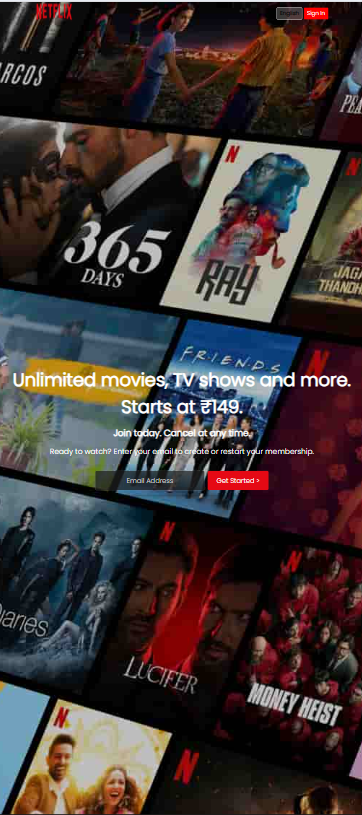 NETFLIX
Sign In
ARCOS
PEA
365
DAYS
RAY
JAGA
THANDH
F·R·I·E·N·D·S
Unlimited movies, TV shows and more.
Starts at ₹149.
Join today. Cancel at any time.
Ready to watch? Enter your email to create or restart your membership.
Email Address
Get Started >
aries
LUCIFER
MONEY HEIST